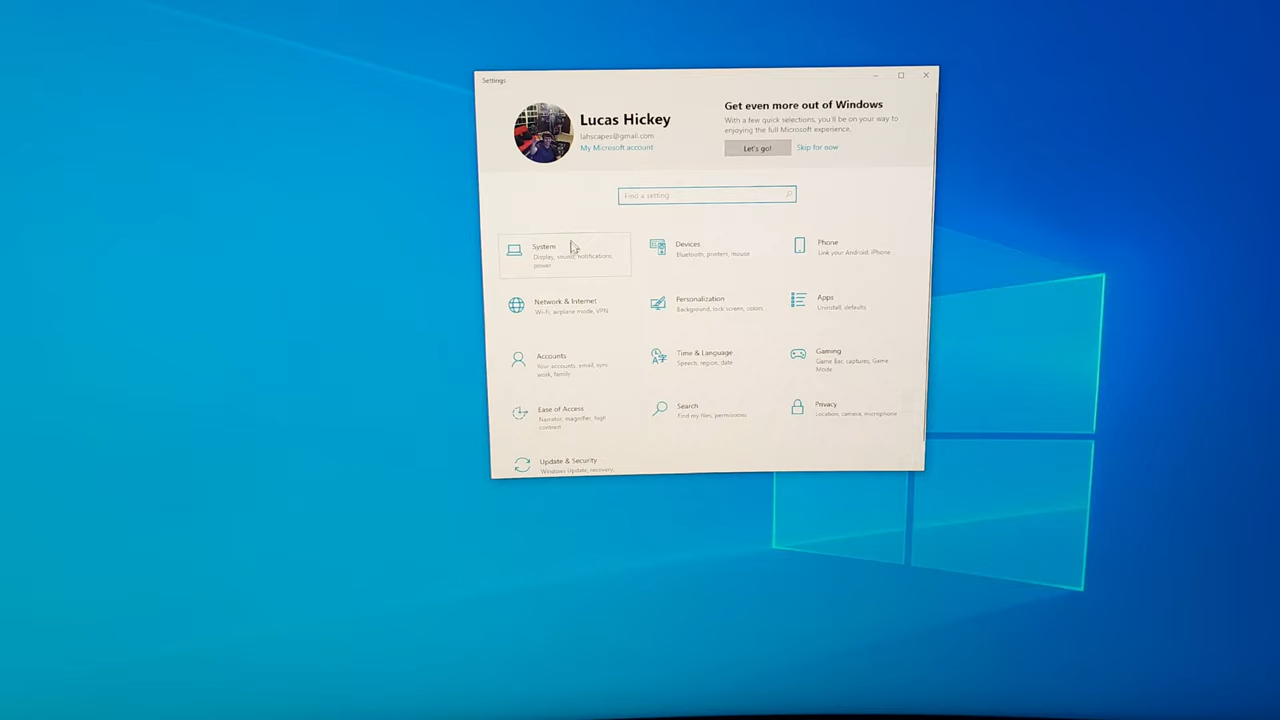 Settings
Lucas Hickey
lahscapes@gmail.com
My Microsoft account
Get even more out of Windows
With a few quick selections, you'll be on your way to
enjoying the full Microsoft experience.
Let's go!
Skip for now
Find a setting
System
Display, sound, notifications,
power
Devices
Bluetooth, printers, mouse
Phone
Link your Android, iPhone
Network & Internet
Wi-Fi, airplane mode, VPN
Personalization
Background, lock screen, colors
Apps
Uninstall, defaults
Accounts
Your accounts, email, sync
work, family
Time & Language
Speech, region, date
Gaming
Game Bar, captures, Game
Mode
Ease of Access
Narrator, magnifier, high
contrast
Search
Find my files, permissions
Privacy
Location, camera, microphone
Update & Security
Windows Update, recovery,